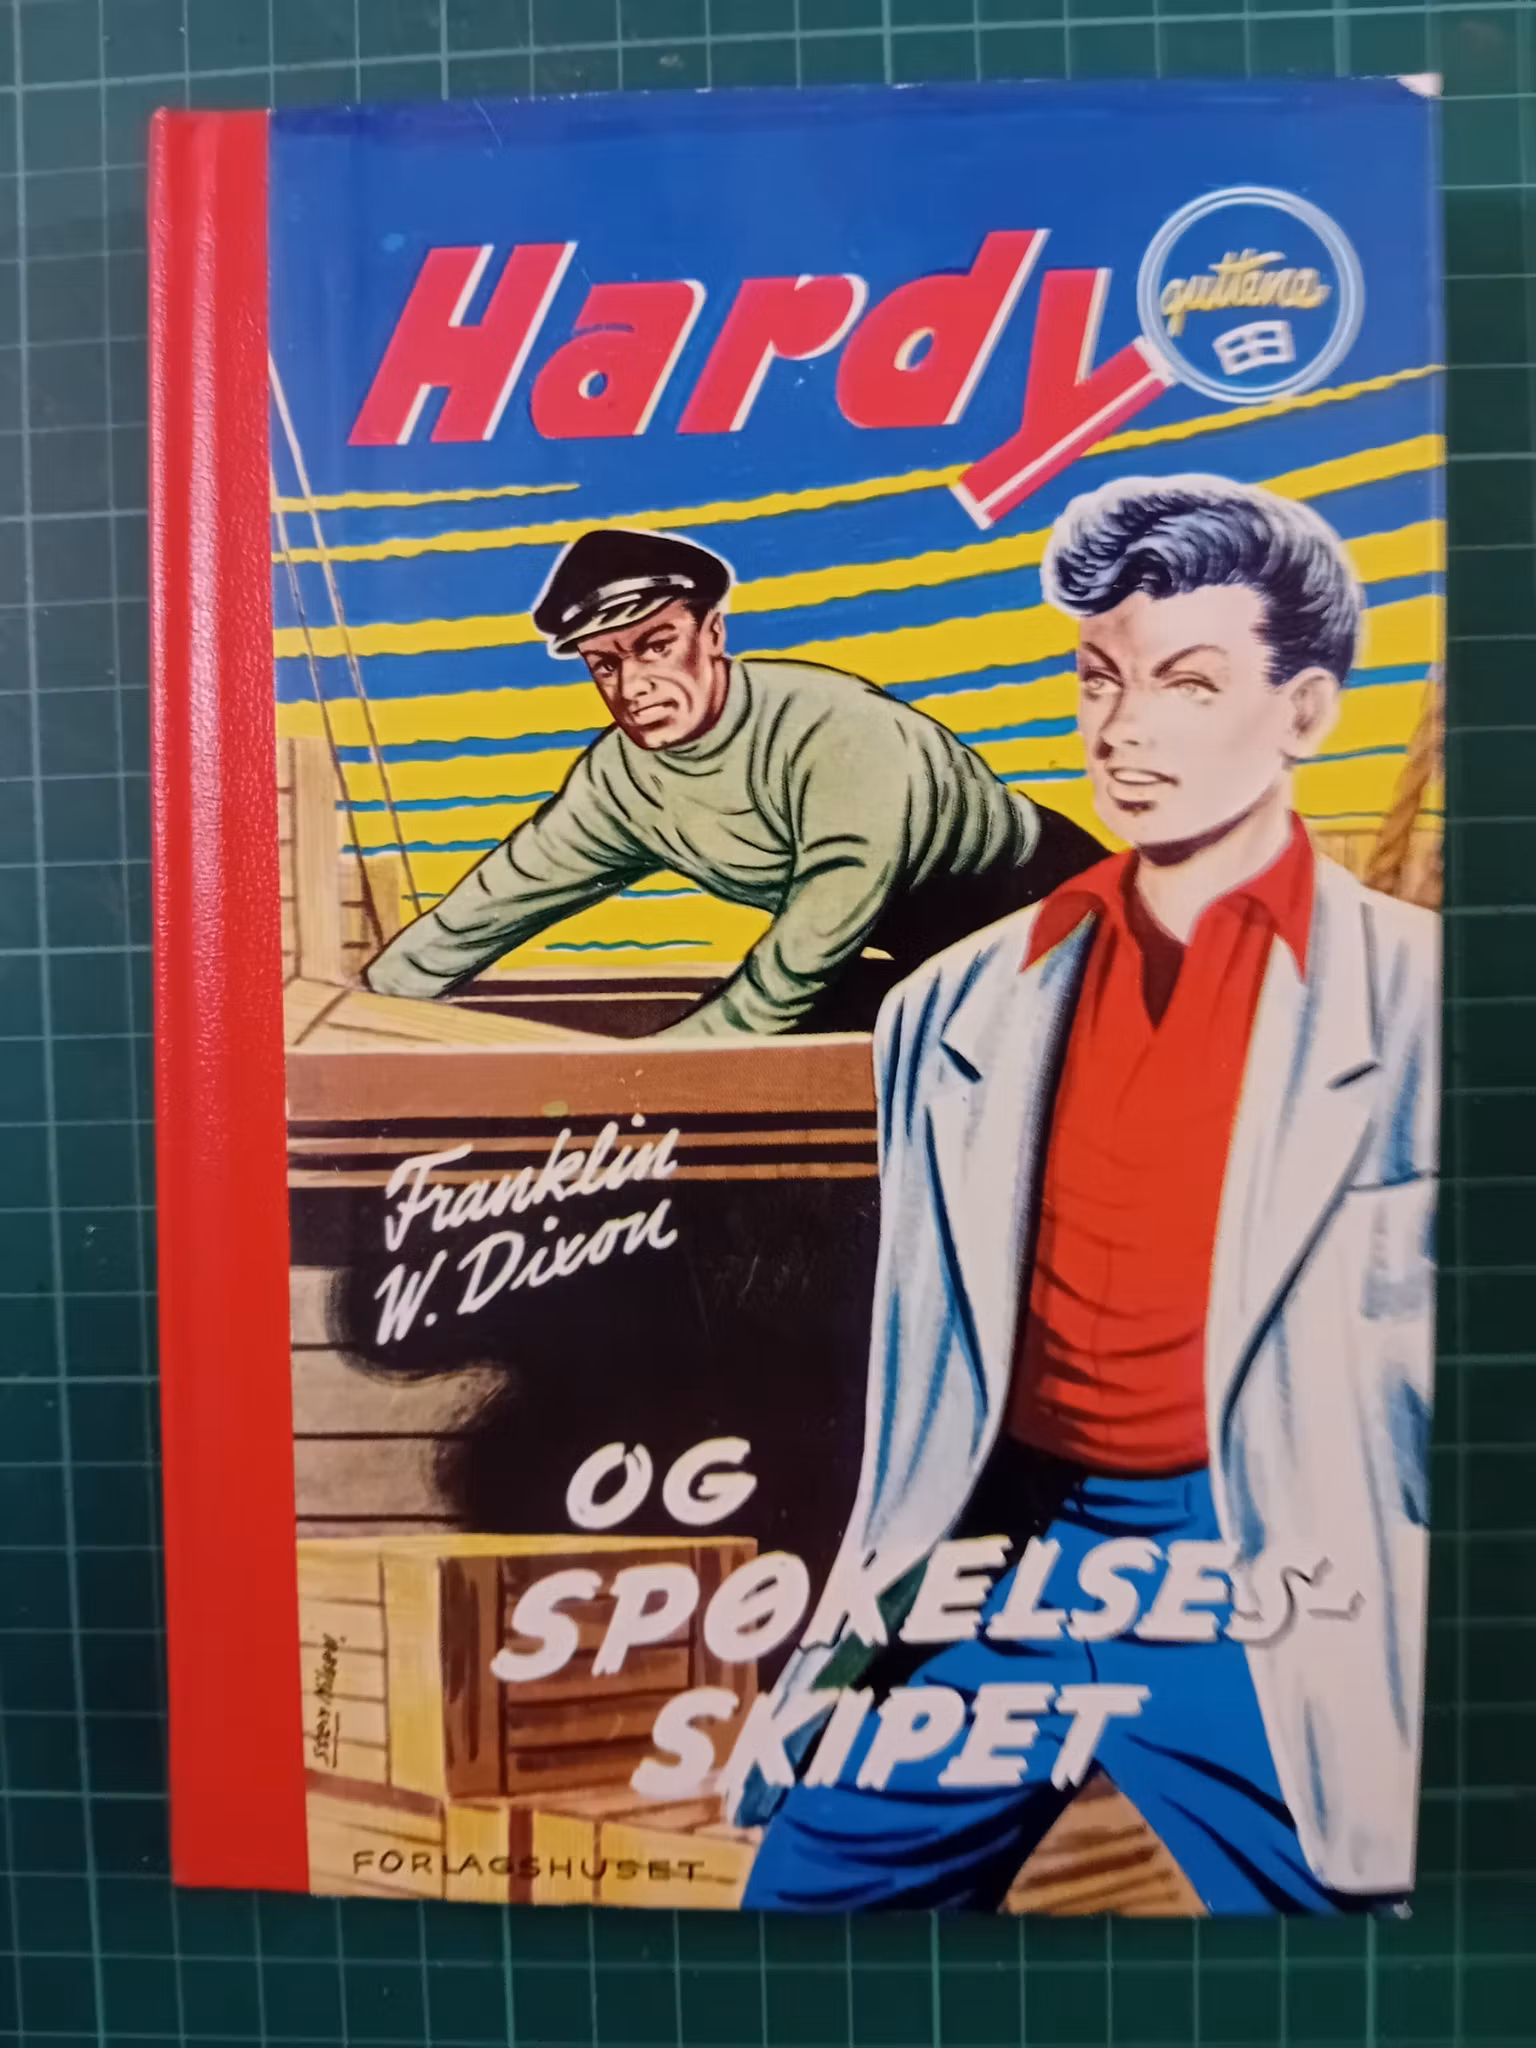 Hardy
guttene
Franklin
W. Dixon
OG
SPØKELSES-
SKIPET
FORLAGSHUSET